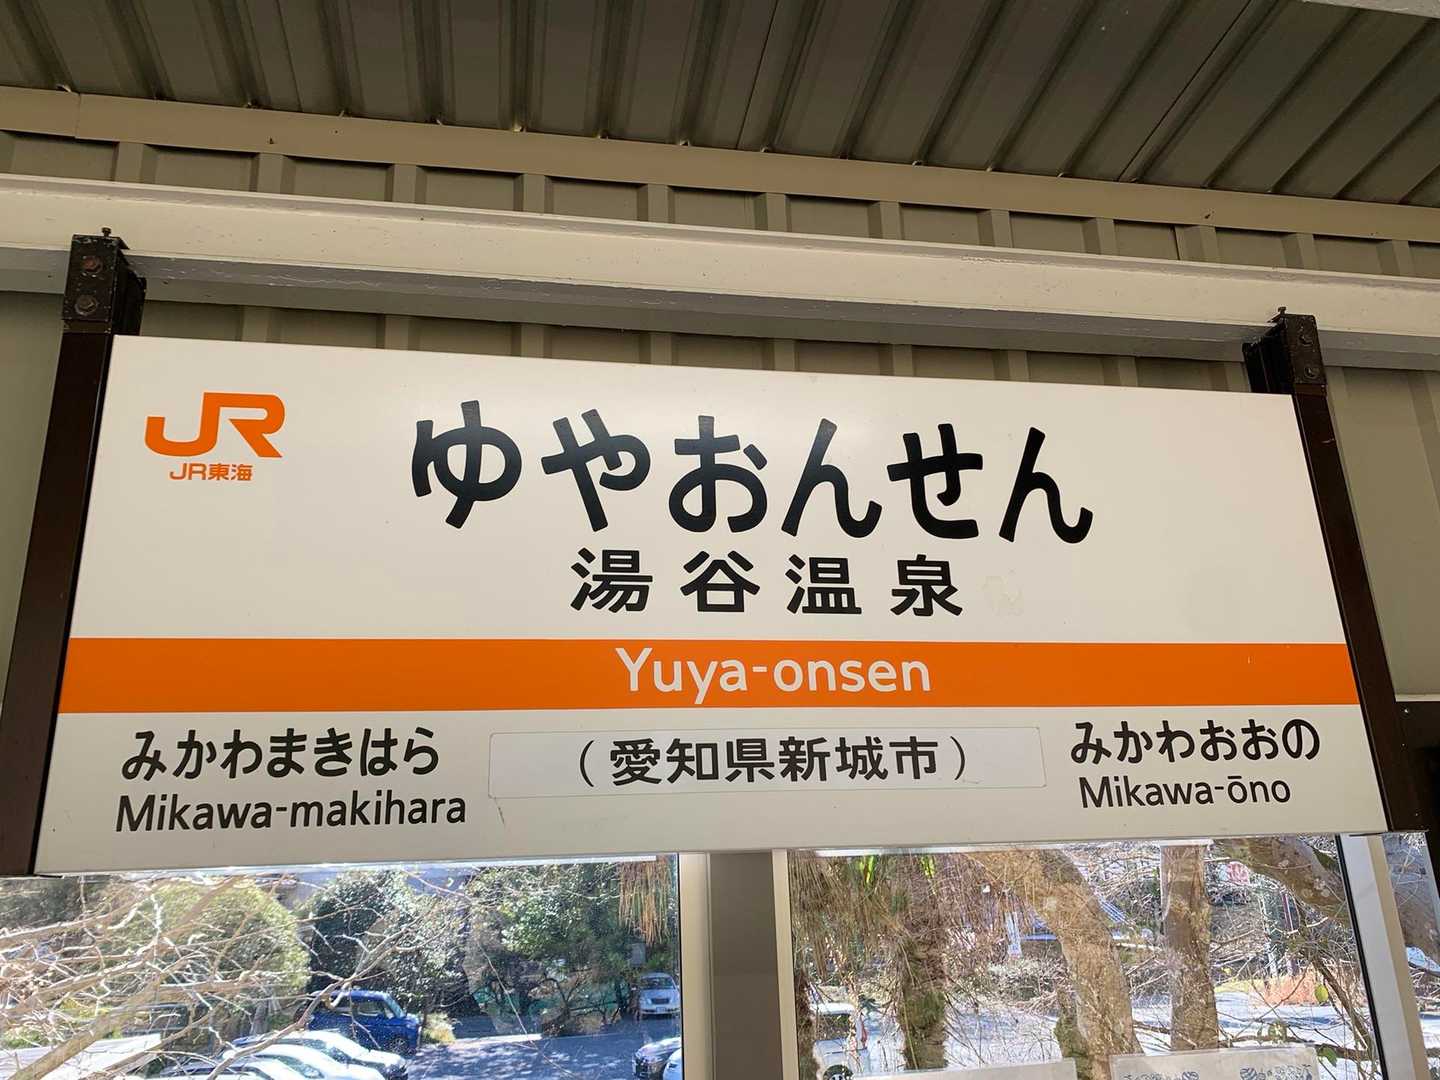 JR
JR東海
ゆやおんせん
湯谷温泉
Yuya-onsen
みかわまきはら
Mikawa-makihara
（愛知県新城市）
みかわおおの
Mikawa-ōno